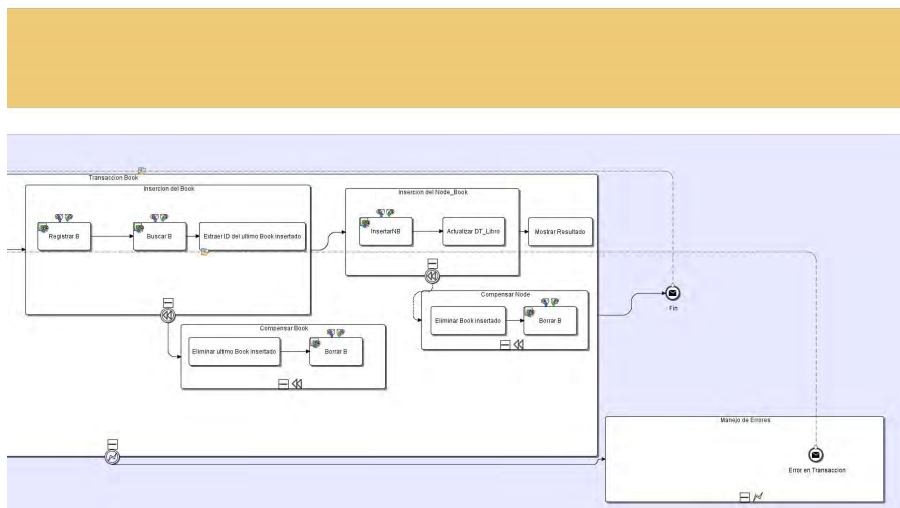 Transaccion Book
Insercion del Book
Registrar B
Buscar B
Extraer ID del ultimo Book insertado
Insercion del Node_Book
InsertarNB
Actualizar DT_Libro
Mostrar Resultado
Compensar Node
Eliminar Book insertado
Borrar B
Fin
Compensar Book
Eliminar ultimo Book insertado
Borrar B
Manejo de Errores
Error en Transaccion